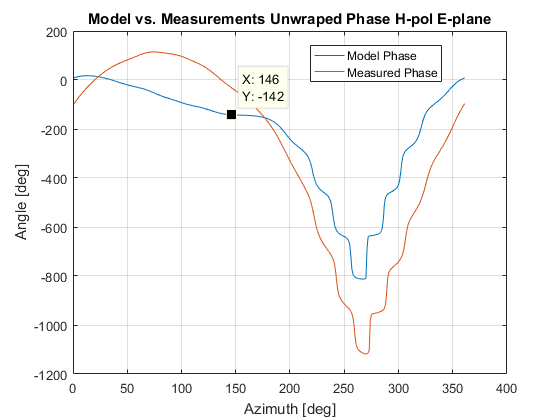 Model vs. Measurements Unwraped Phase H-pol E-plane
200
0
-200
-400
-600
-800
-1000
-1200
Angle [deg]
Model Phase
Measured Phase
X: 146
Y: -142
0
50
100
150
200
250
300
350
400
Azimuth [deg]